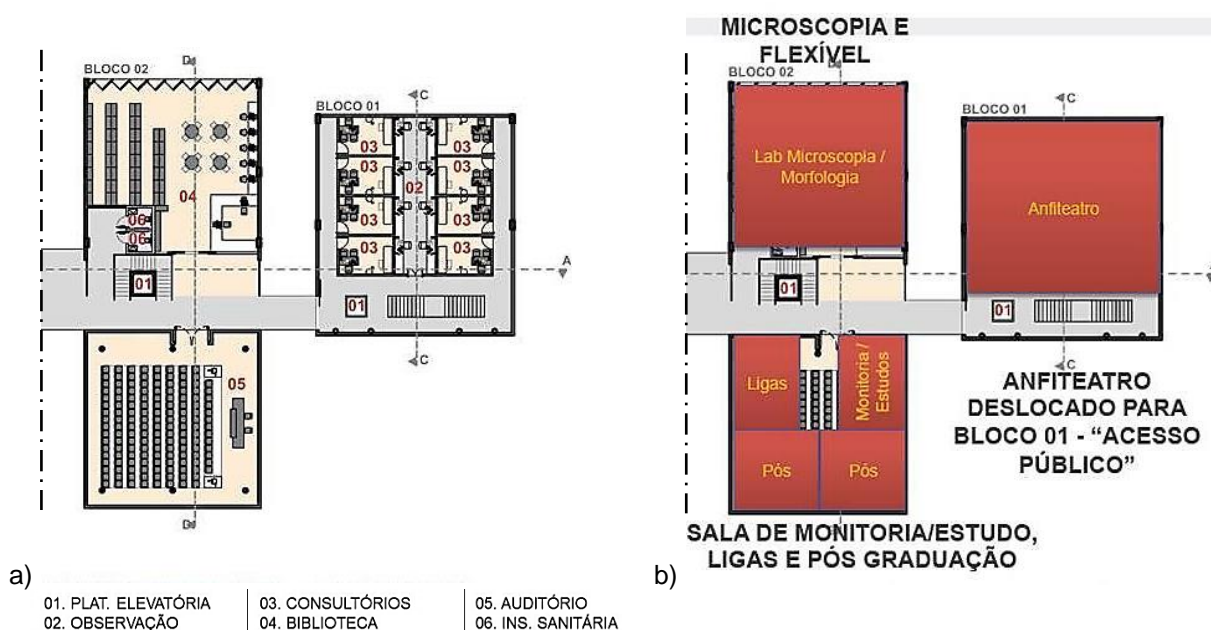 BLOCO 02
D
BLOCO 01
C
03
03
03
03
03
03
03
03
02
04
06
06
01
A
01
C
05
D
a)
01. PLAT. ELEVATÓRIA
02. OBSERVAÇÃO
03. CONSULTÓRIOS
04. BIBLIOTECA
05. AUDITÓRIO
06. INS. SANITÁRIA
MICROSCOPIA E
FLEXÍVEL
BLOCO 02
D
BLOCO 01
C
Lab Microscopia /
Morfologia
Anfiteatro
01
01
C
Ligas
Monitoria /
Estudos
Pós
Pós
ANFITEATRO
DESLOCADO PARA
BLOCO 01 - “ACESSO
PÚBLICO”
SALA DE MONITORIA/ESTUDO,
LIGAS E PÓS GRADUAÇÃO
b)